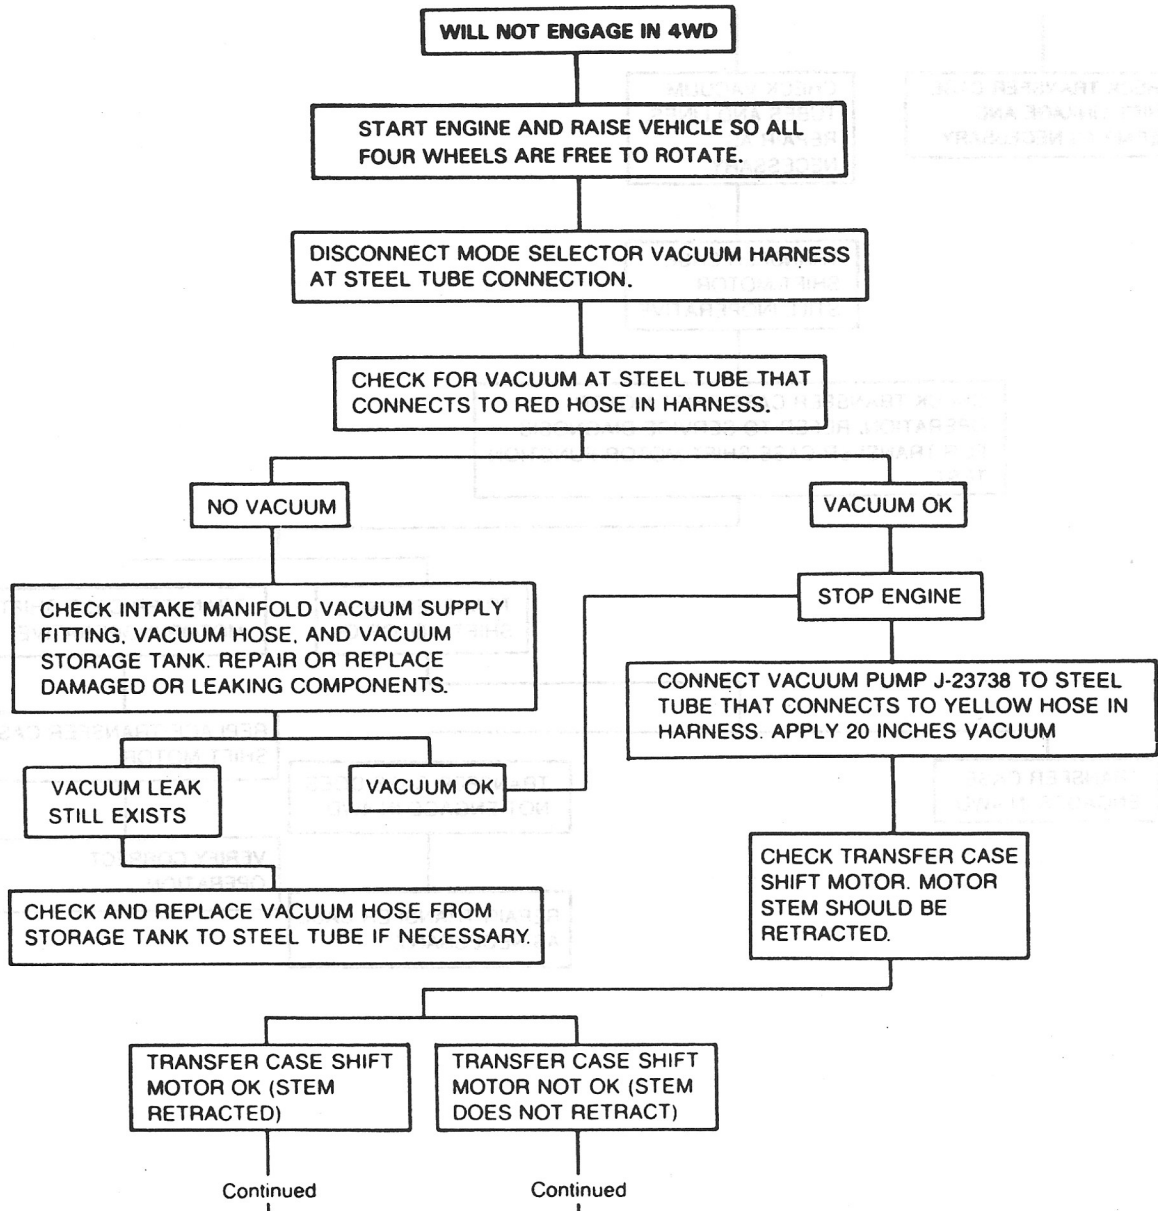 WILL NOT ENGAGE IN 4WD
START ENGINE AND RAISE VEHICLE SO ALL
FOUR WHEELS ARE FREE TO ROTATE.
DISCONNECT MODE SELECTOR VACUUM HARNESS
AT STEEL TUBE CONNECTION.
CHECK FOR VACUUM AT STEEL TUBE THAT
CONNECTS TO RED HOSE IN HARNESS.
NO VACUUM
VACUUM OK
CHECK INTAKE MANIFOLD VACUUM SUPPLY
FITTING, VACUUM HOSE, AND VACUUM
STORAGE TANK. REPAIR OR REPLACE
DAMAGED OR LEAKING COMPONENTS.
STOP ENGINE
CONNECT VACUUM PUMP J-23738 TO STEEL
TUBE THAT CONNECTS TO YELLOW HOSE IN
HARNESS. APPLY 20 INCHES VACUUM
VACUUM LEAK
STILL EXISTS
VACUUM OK
CHECK TRANSFER CASE
SHIFT MOTOR. MOTOR
STEM SHOULD BE
RETRACTED.
CHECK AND REPLACE VACUUM HOSE FROM
STORAGE TANK TO STEEL TUBE IF NECESSARY.
TRANSFER CASE SHIFT
MOTOR OK (STEM
RETRACTED)
TRANSFER CASE SHIFT
MOTOR NOT OK (STEM
DOES NOT RETRACT)
Continued
Continued